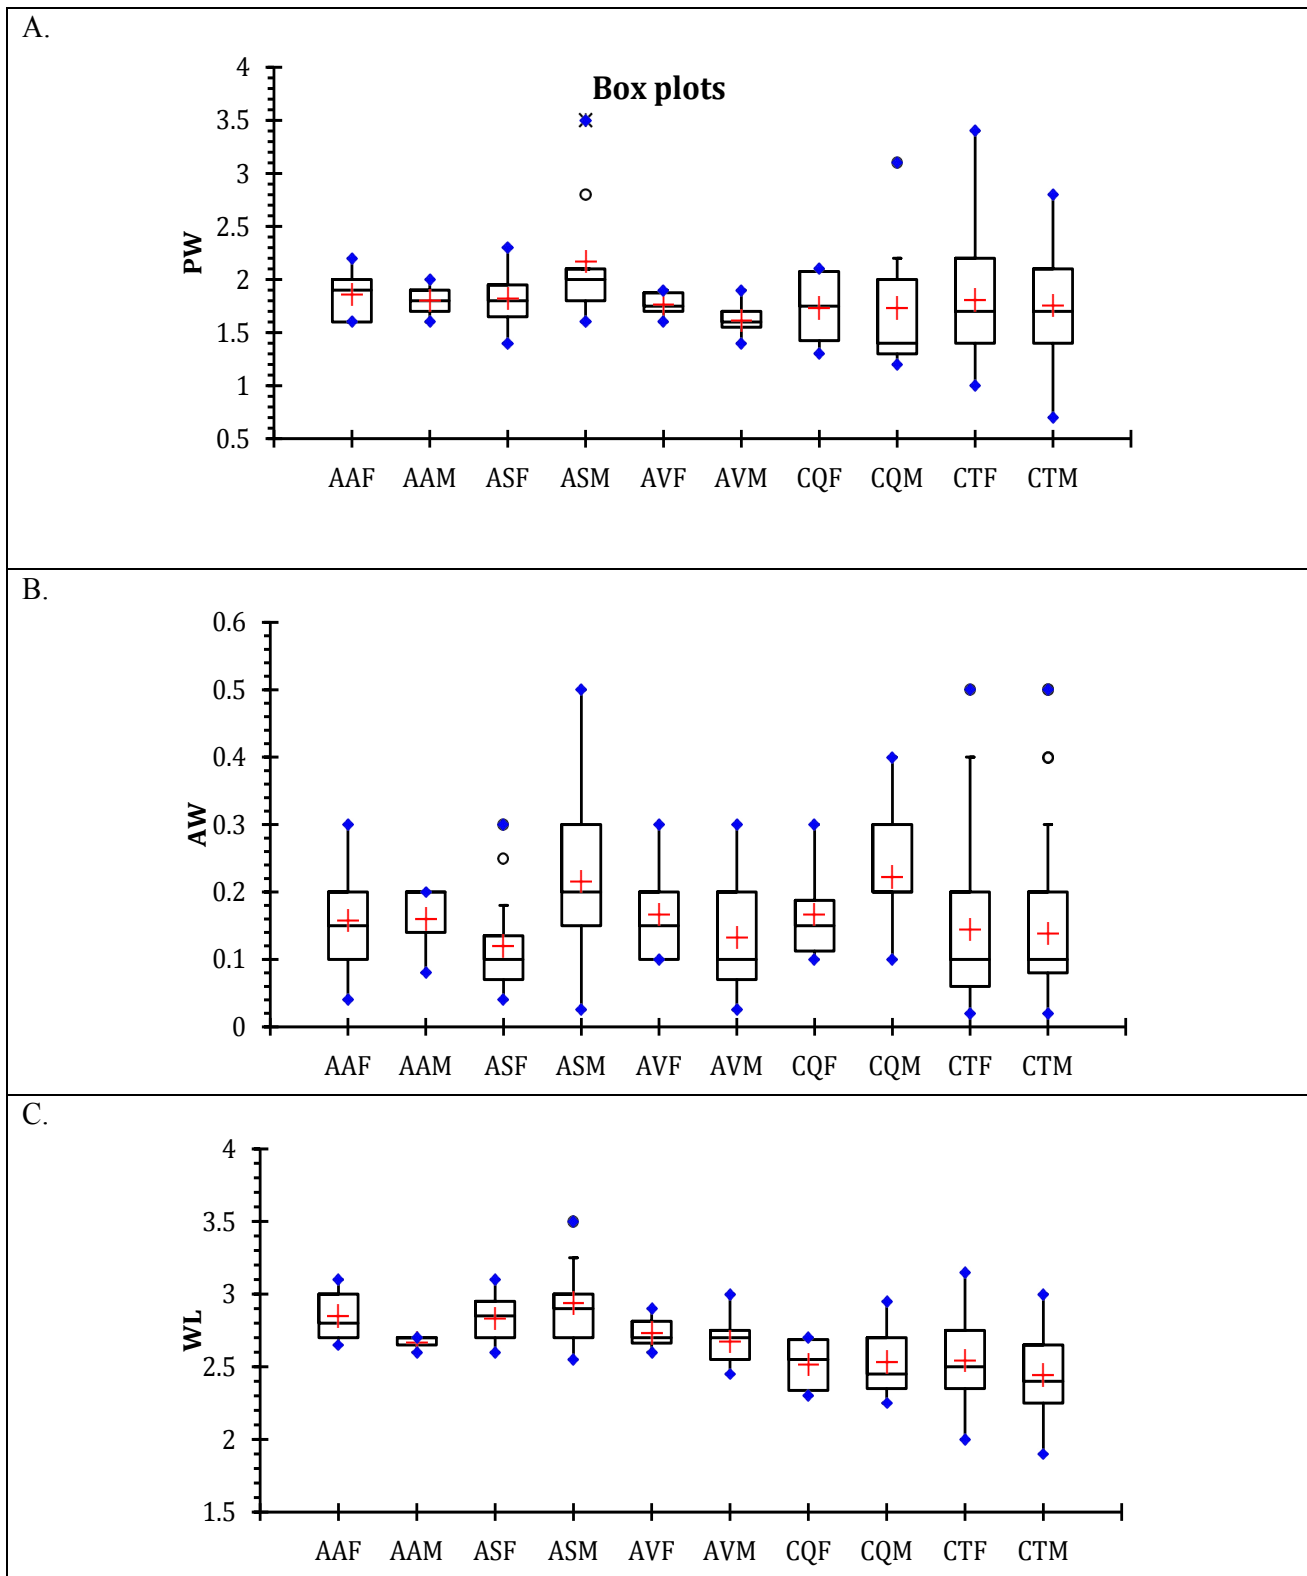 A.
Box plots
4
3.5
3
2.5
2
1.5
1
0.5
PW
AAF AAM ASF ASM AVF AVM CQF CQM CTF CTM
B.
0.6
0.5
0.4
0.3
0.2
0.1
0
AW
AAF AAM ASF ASM AVF AVM CQF CQM CTF CTM
C.
4
3.5
3
2.5
2
1.5
WL
AAF AAM ASF ASM AVF AVM CQF CQM CTF CTM